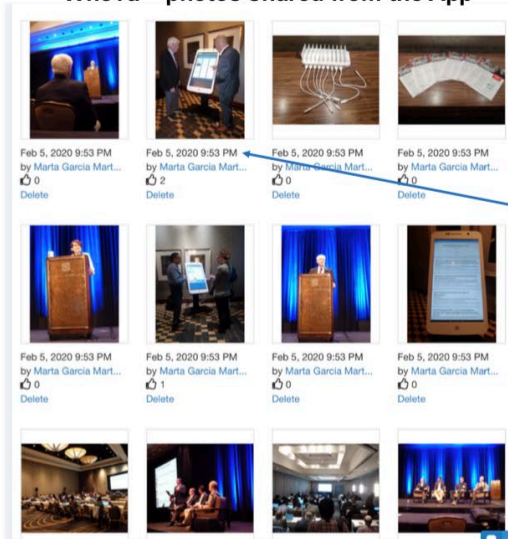 photos shared from the App
Feb 5, 2020 9:53 PM Feb 5, 2020 9:53 PM Feb 5, 2020 9:53 PM Feb 5, 2020 9:53 PM
by Marta Garcia Mart... by Marta Garcia Mart... by Marta Garcia Mart... by Marta Garcia Mart...
0 2 0 0
Delete Delete Delete Delete
Feb 5, 2020 9:53 PM Feb 5, 2020 9:53 PM Feb 5, 2020 9:53 PM Feb 5, 2020 9:53 PM
by Marta Garcia Mart... by Marta Garcia Mart... by Marta Garcia Mart... by Marta Garcia Mart...
0 1 0 0
Delete Delete Delete Delete